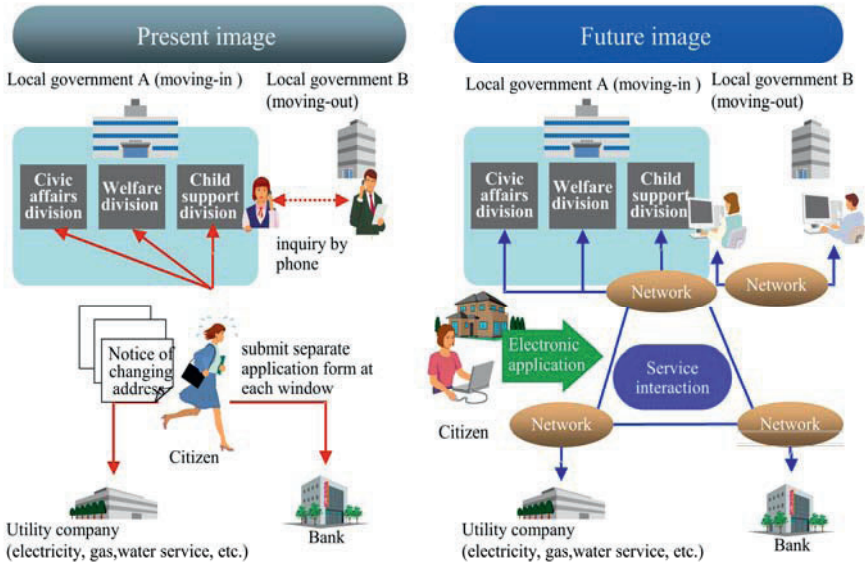 Present image
Local government A (moving-in )
Local government B
(moving-out)
Civic
affairs
division
Welfare
division
Child
support
division
inquiry by
phone
Notice of
changing
address
submit separate
application form at
each window
Citizen
Utility company
(electricity, gas,water service, etc.)
Bank
Future image
Local government A (moving-in )
Local government B
(moving-out)
Civic
affairs
division
Welfare
division
Child
support
division
Network
Network
Electronic
application
Service
interaction
Citizen
Network
Network
Utility company
(electricity, gas,water service, etc.)
Bank